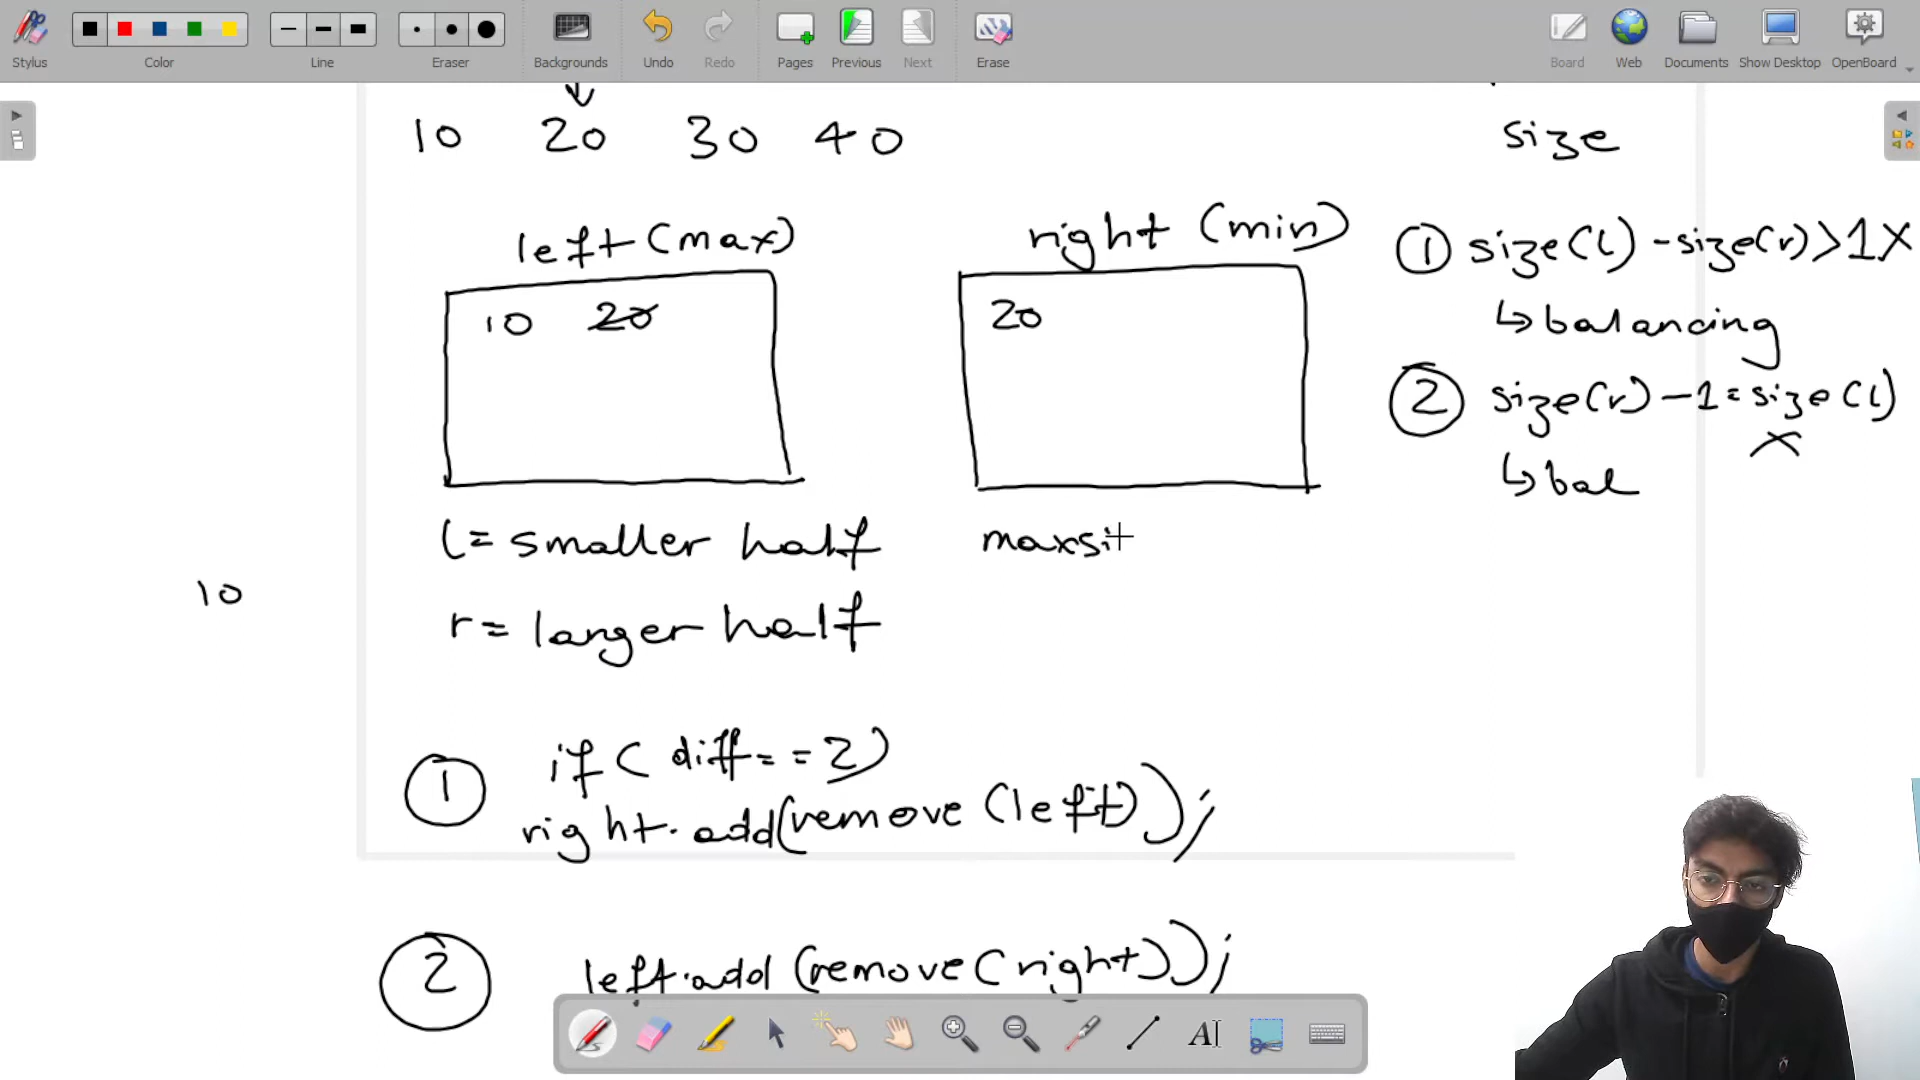 Stylus
Color
Line
Eraser
Backgrounds
Undo
Redo
Pages
Previous
Next
Erase
Board
Web
Documents
Show Desktop
OpenBoard
10 20 30 40
size
left (max)
right (min)
10 20
20
① size(l) - size(r) > 1 X
↳ balancing
② size(r) - 1 = size(l)
X
↳ bal
l = smaller half
maxsi
10
r = larger half
① if ( diff == 2)
right.add(remove (left));
② left.add (remove (right));